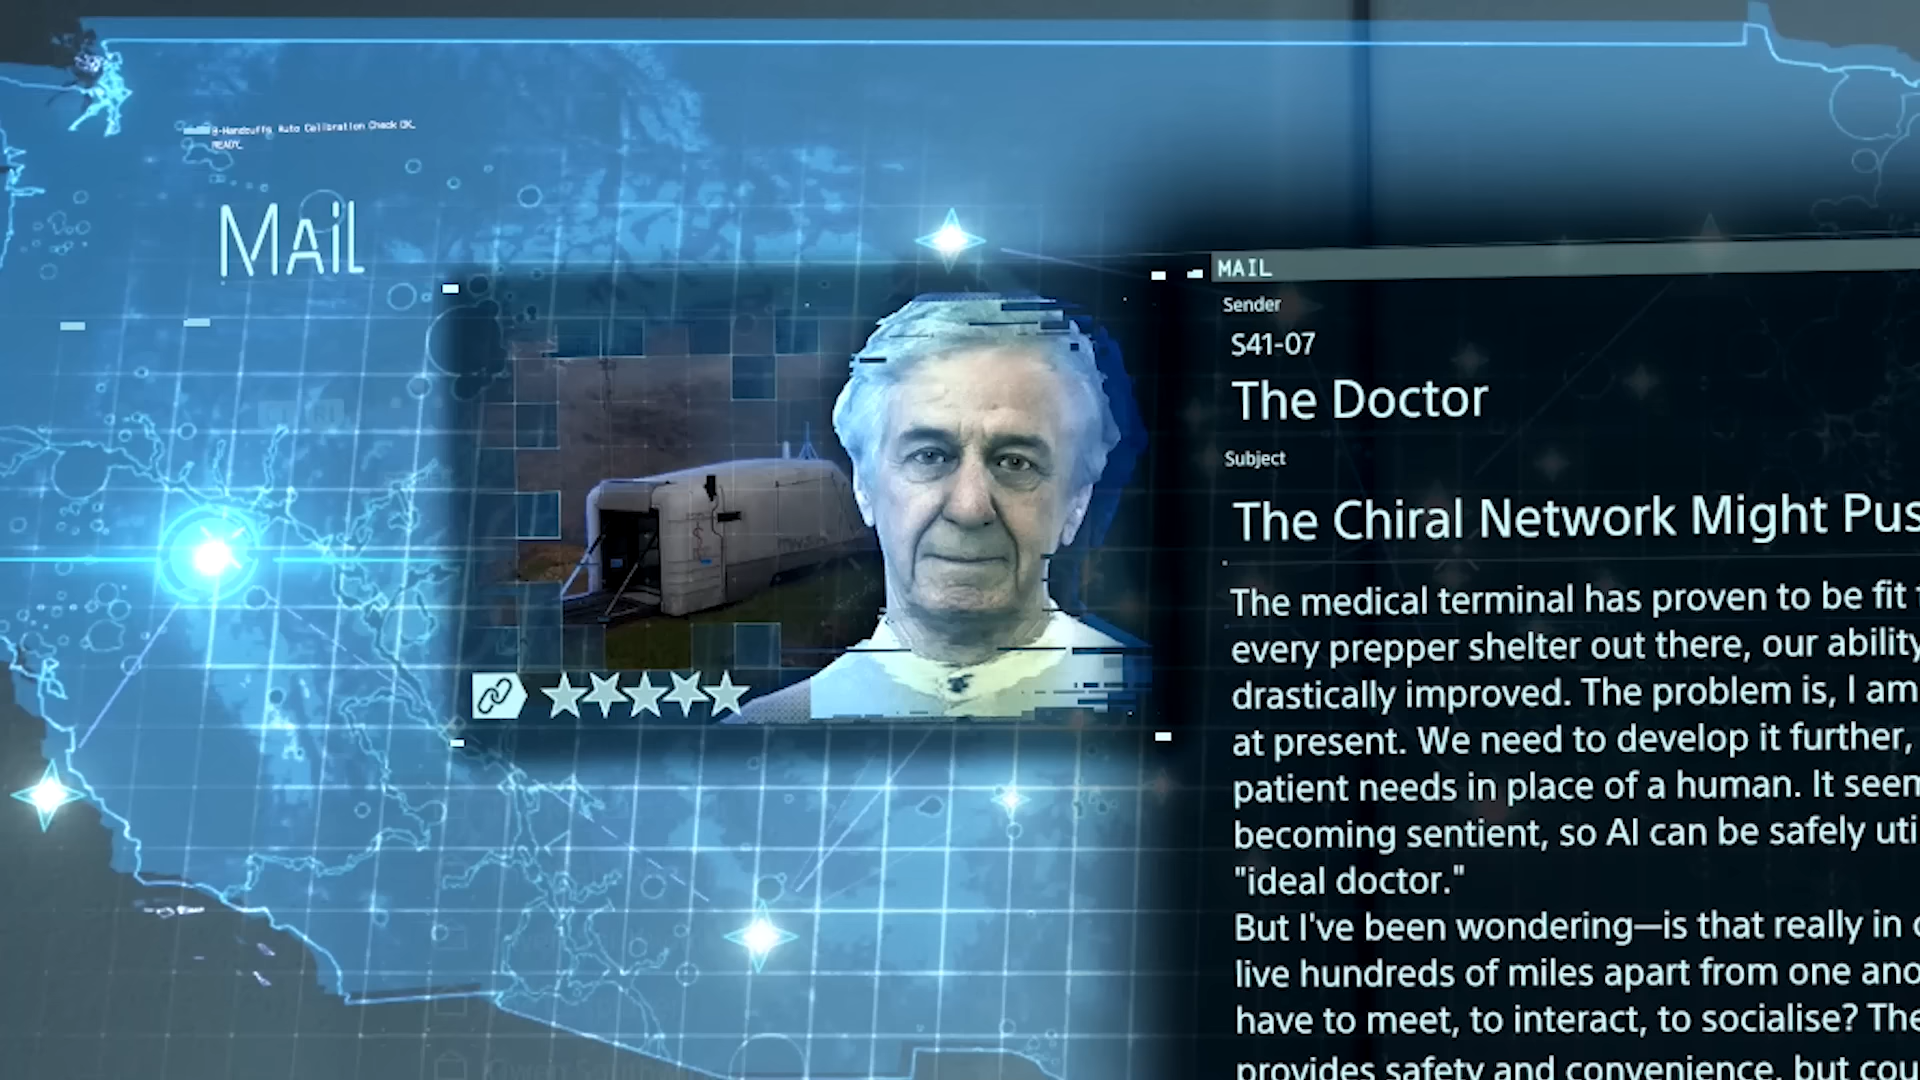 B-Handcuffs Auto Calibration Check OK_
READY_
MAiL
MAIL
Sender
S41-07
The Doctor
Subject
The Chiral Network Might Pus
The medical terminal has proven to be fit
every prepper shelter out there, our ability
drastically improved. The problem is, I am
at present. We need to develop it further,
patient needs in place of a human. It seem
becoming sentient, so AI can be safely uti
"ideal doctor."
But I've been wondering—is that really in
live hundreds of miles apart from one ano
have to meet, to interact, to socialise? The
provides safety and convenience, but cou